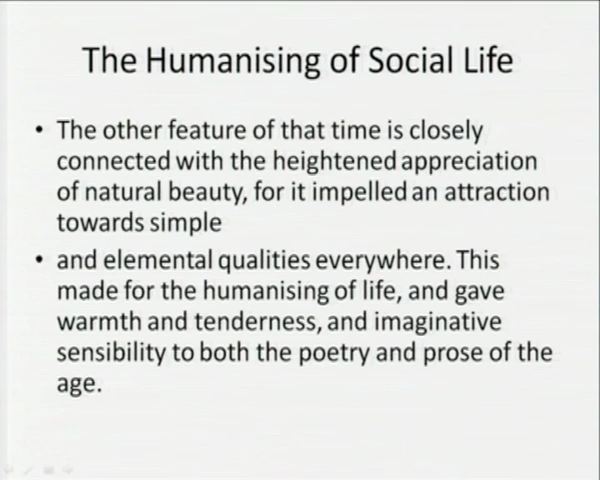 The Humanising of Social Life
• The other feature of that time is closely
connected with the heightened appreciation
of natural beauty, for it impelled an attraction
towards simple
• and elemental qualities everywhere. This
made for the humanising of life, and gave
warmth and tenderness, and imaginative
sensibility to both the poetry and prose of the
age.